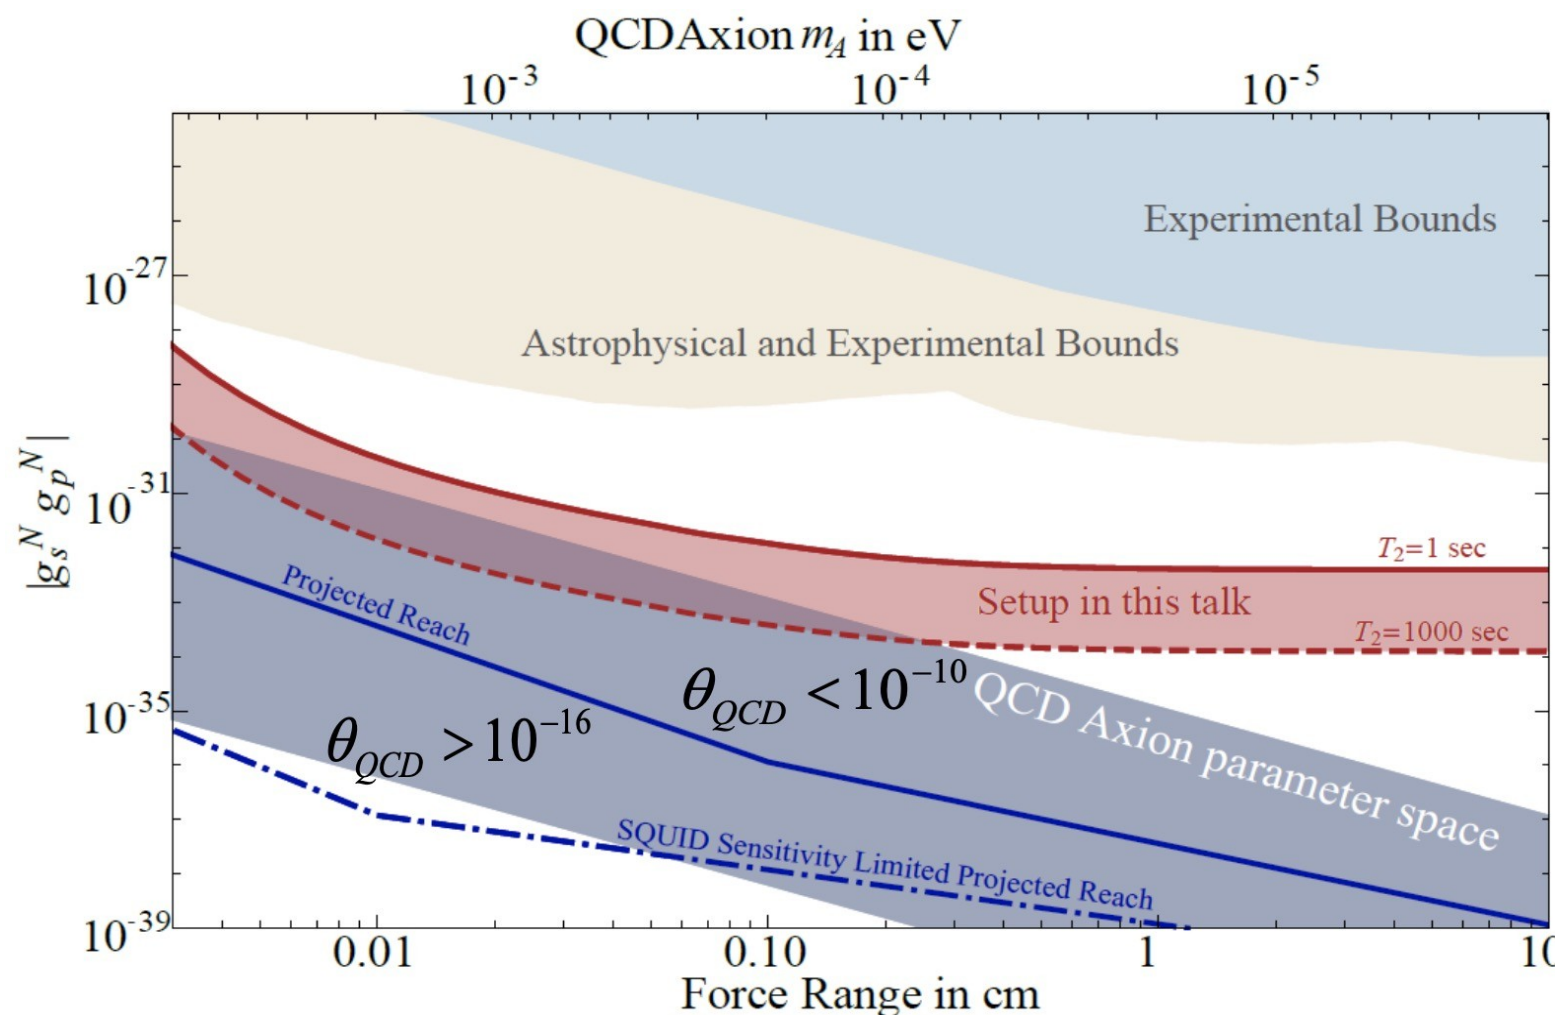 QCDAxion m_A in eV
10^-3 10^-4 10^-5
Experimental Bounds
10^-27
Astrophysical and Experimental Bounds
|g_s^N g_p^N|
10^-31
T_2=1 sec
Setup in this talk
T_2=1000 sec
Projected Reach
θ_QCD < 10^-10
QCD Axion parameter space
10^-35
θ_QCD > 10^-16
SQUID Sensitivity Limited Projected Reach
10^-39
0.01 0.10 1 10
Force Range in cm